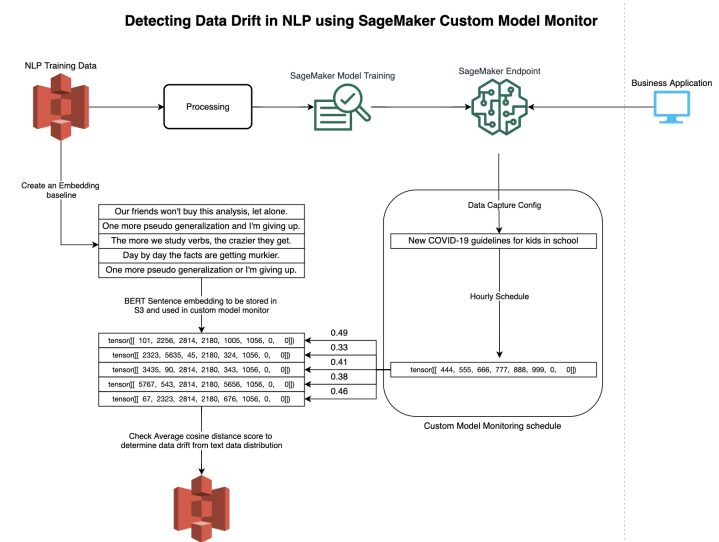 Detecting Data Drift in NLP using SageMaker Custom Model Monitor
NLP Training Data
Processing
SageMaker Model Training
SageMaker Endpoint
Business Application
Create an Embedding
baseline
Our friends won't buy this analysis, let alone.
One more pseudo generalization and I'm giving up.
The more we study verbs, the crazier they get.
Day by day the facts are getting murkier.
One more pseudo generalization or I'm giving up.
Data Capture Config
New COVID-19 guidelines for kids in school
Hourly Schedule
BERT Sentence embedding to be stored in
S3 and used in custom model monitor
tensor([[ 101, 2256, 2814, 2180, 1005, 1056, 0, 0]])
tensor([[ 2323, 5635, 45, 2180, 324, 1056, 0, 0]])
tensor([[ 3435, 90, 2814, 2180, 343, 1056, 0, 0]])
tensor([[ 5767, 543, 2814, 2180, 5656, 1056, 0, 0]])
tensor([[ 67, 2323, 2814, 2180, 676, 1056, 0, 0]])
0.49
0.33
0.41
0.38
0.46
tensor([[ 444, 555, 666, 777, 888, 999, 0, 0]])
Custom Model Monitoring schedule
Check Average cosine distance score to
determine data drift from text data distribution